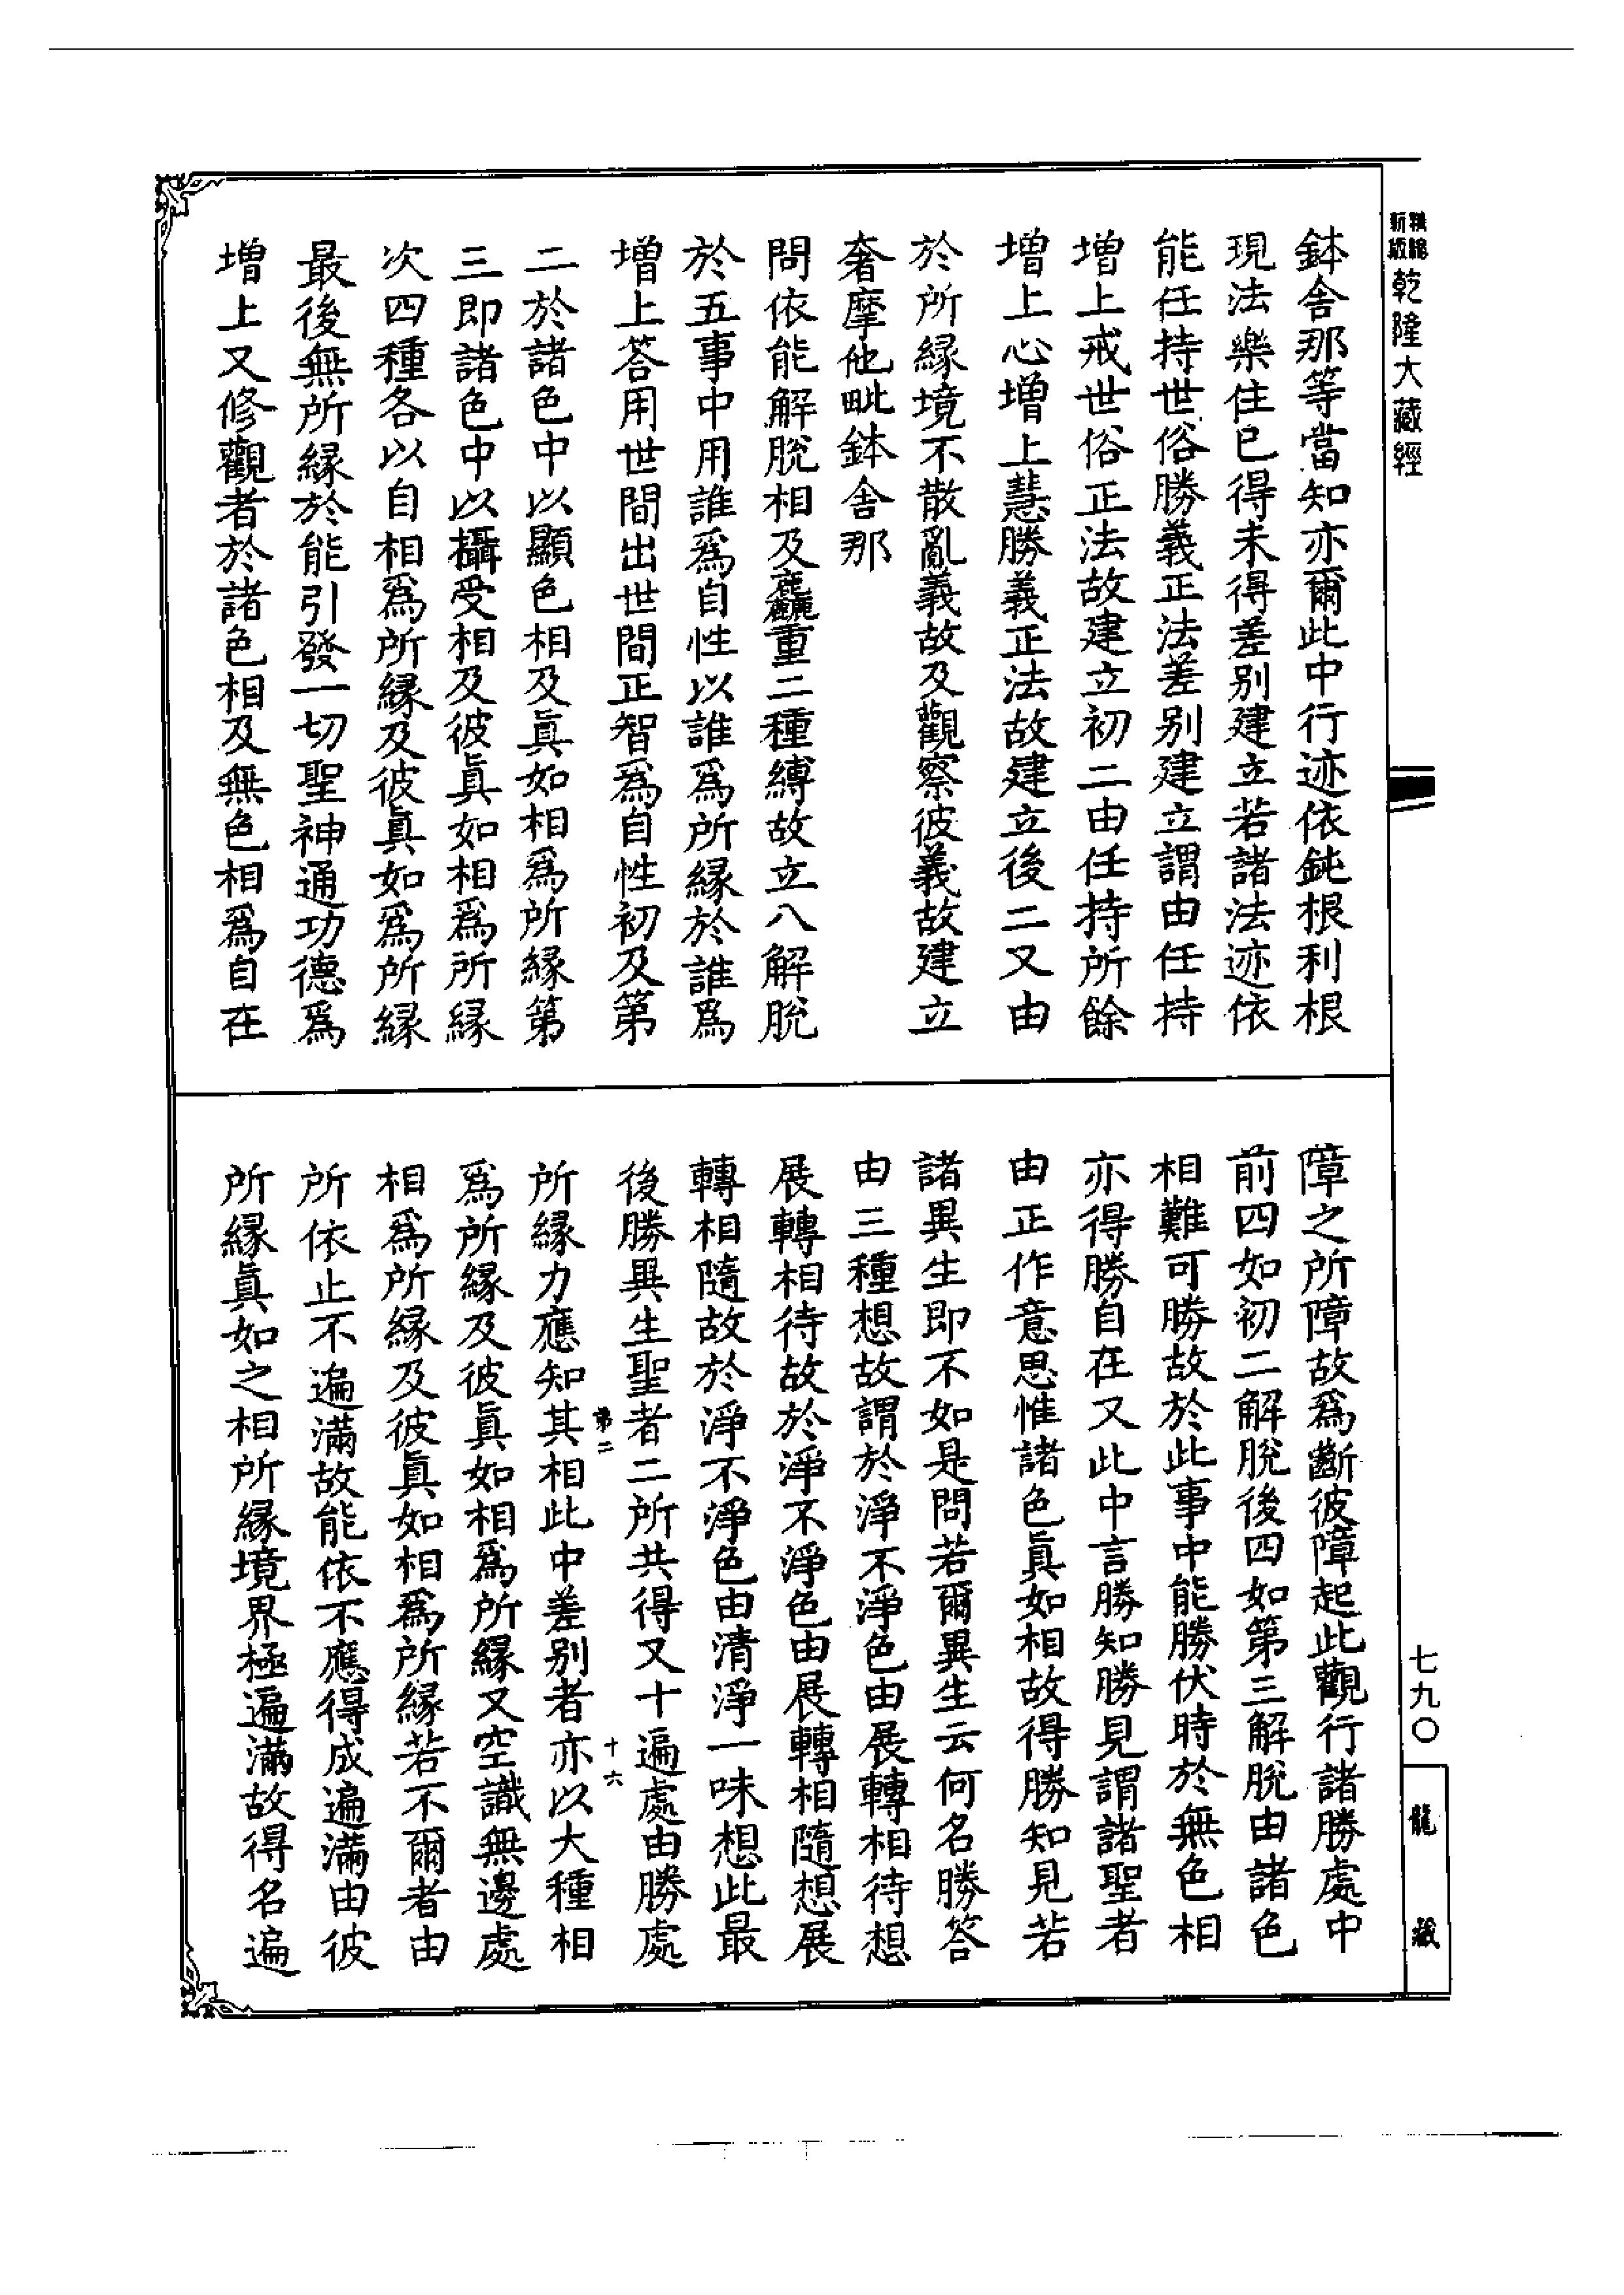 精繪
新版
乾隆大藏經
鉢舍那等當知亦爾此中行迹依鈍根利根
現法樂住已得未得差别建立若諸法迹依
能任持世俗勝義正法差别建立謂由任持
增上戒世俗正法故建立初二由任持所餘
增上心增上慧勝義正法故建立後二又由
於所緣境不散亂義故及觀察彼義故建立
奢摩他毗鉢舍那
問依能解脫相及麤重二種縛故立八解脫
於五事中用誰爲自性以誰爲所緣於誰爲
增上答用世間出世間正智爲自性初及第
二於諸色中以顯色相及眞如相爲所緣第
三即諸色中以攝受相及彼眞如相爲所緣
次四種各以自相爲所緣及彼眞如爲所緣
最後無所緣於能引發一切聖神通功德爲
增上又修觀者於諸色相及無色相爲自在
障之所障故爲斷彼障起此觀行諸勝處中
前四如初二解脫後四如第三解脫由諸色
相難可勝故於此事中能勝伏時於無色相
亦得勝自在又此中言勝知勝見謂諸聖者
由正作意思惟諸色眞如相故得勝知見若
諸異生即不如是問若爾異生云何名勝答
由三種想故謂於淨不淨色由展轉相待想
展轉相待故於淨不淨色由展轉相隨想展
轉相隨故於淨不淨色由清淨一味想此最
後勝異生聖者二所共得又十遍處由勝處
第二
十六
所緣力應知其相此中差别者亦以大種相
爲所緣及彼眞如相爲所緣又空識無邊處
相爲所緣及彼眞如相爲所緣若不爾者由
所依止不遍滿故能依不應得成遍滿由彼
所緣眞如之相所緣境界極遍滿故得名遍
七九〇
龍藏